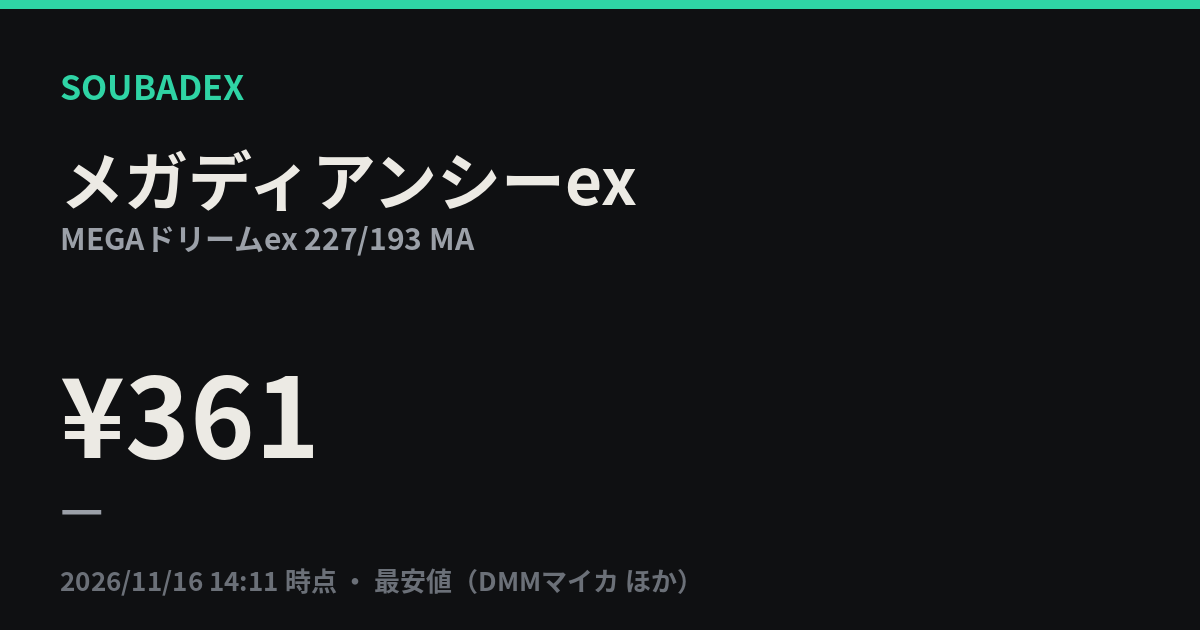 SOUBADEX
メガディアンシーex
MEGAドリームex 227/193 MA
¥361
—
2026/11/16 14:11 時点 ・ 最安値（DMMマイカ ほか）